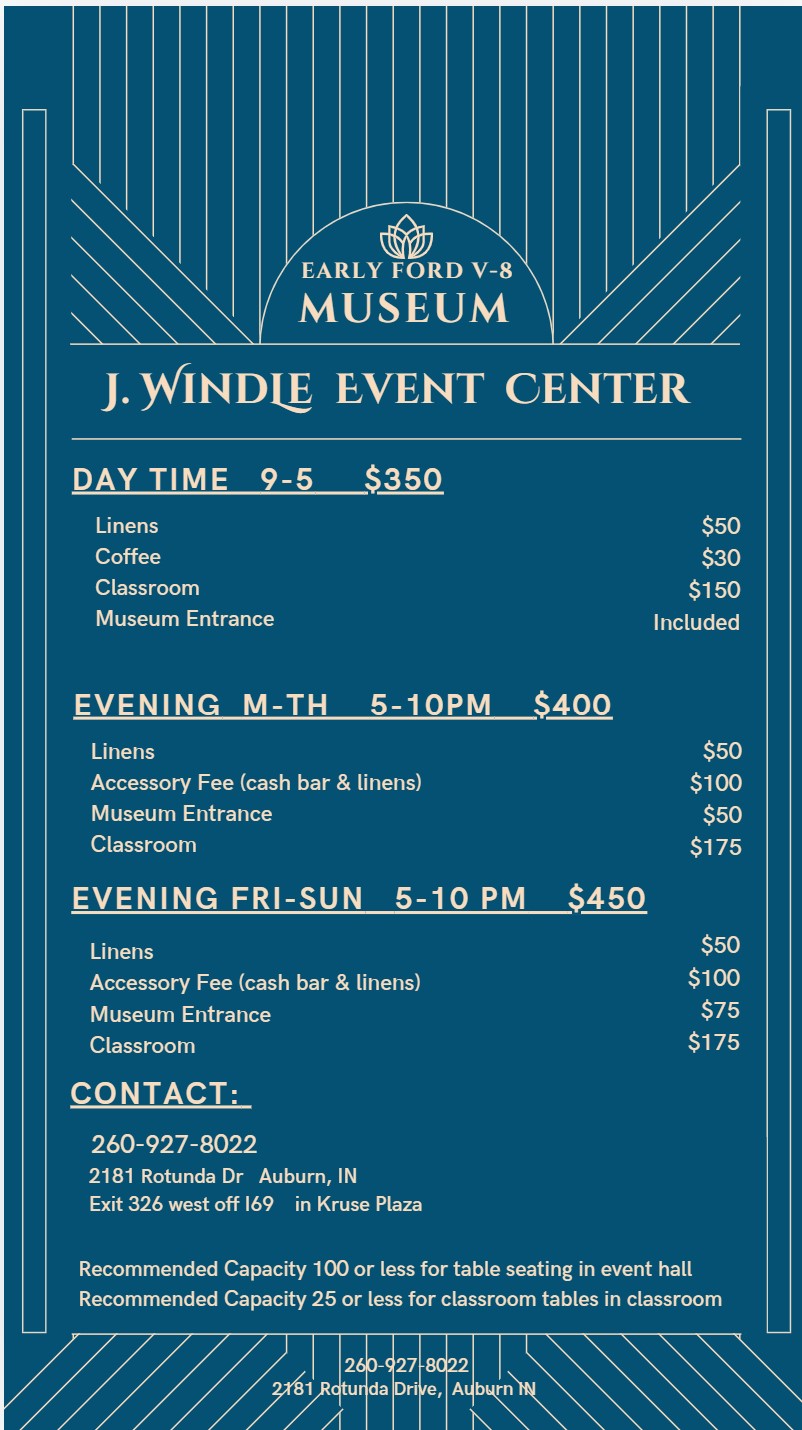 EARLY FORD V-8
MUSEUM
J. WINDLE EVENT CENTER
DAY TIME 9-5 $350
Linens $50
Coffee $30
Classroom $150
Museum Entrance Included
EVENING M-TH 5-10PM $400
Linens $50
Accessory Fee (cash bar & linens) $100
Museum Entrance $50
Classroom $175
EVENING FRI-SUN 5-10 PM $450
Linens $50
Accessory Fee (cash bar & linens) $100
Museum Entrance $75
Classroom $175
CONTACT:
260-927-8022
2181 Rotunda Dr Auburn, IN
Exit 326 west off I69 in Kruse Plaza
Recommended Capacity 100 or less for table seating in event hall
Recommended Capacity 25 or less for classroom tables in classroom
260-927-8022
2181 Rotunda Drive, Auburn IN